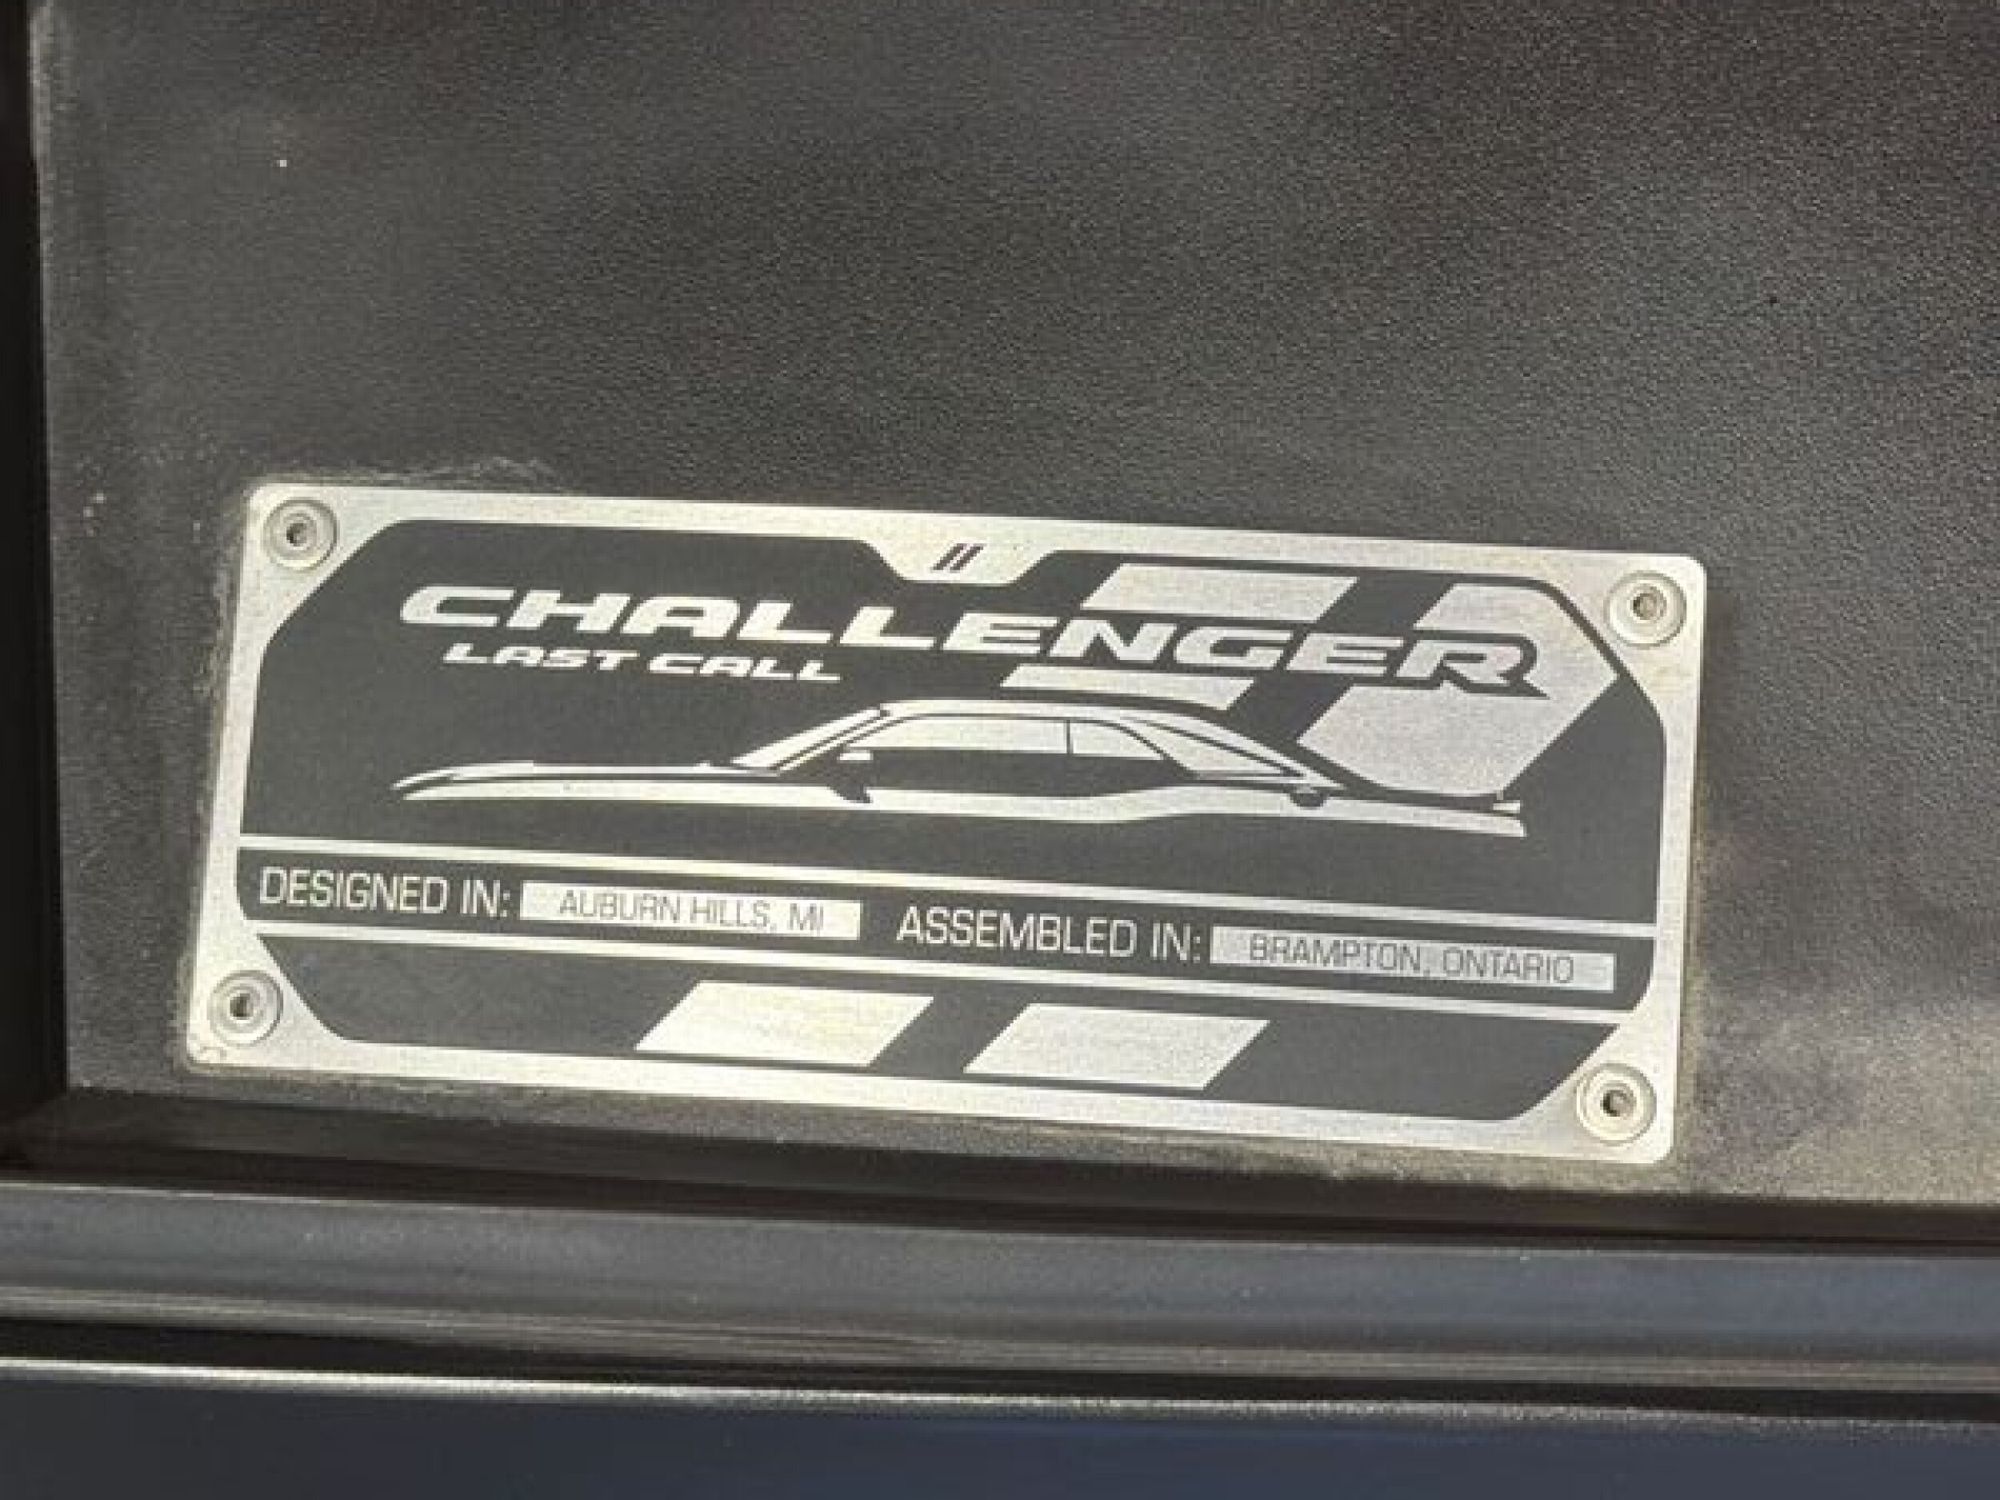 CHALLENGER
LAST CALL
DESIGNED IN: AUBURN HILLS, MI ASSEMBLED IN: BRAMPTON, ONTARIO